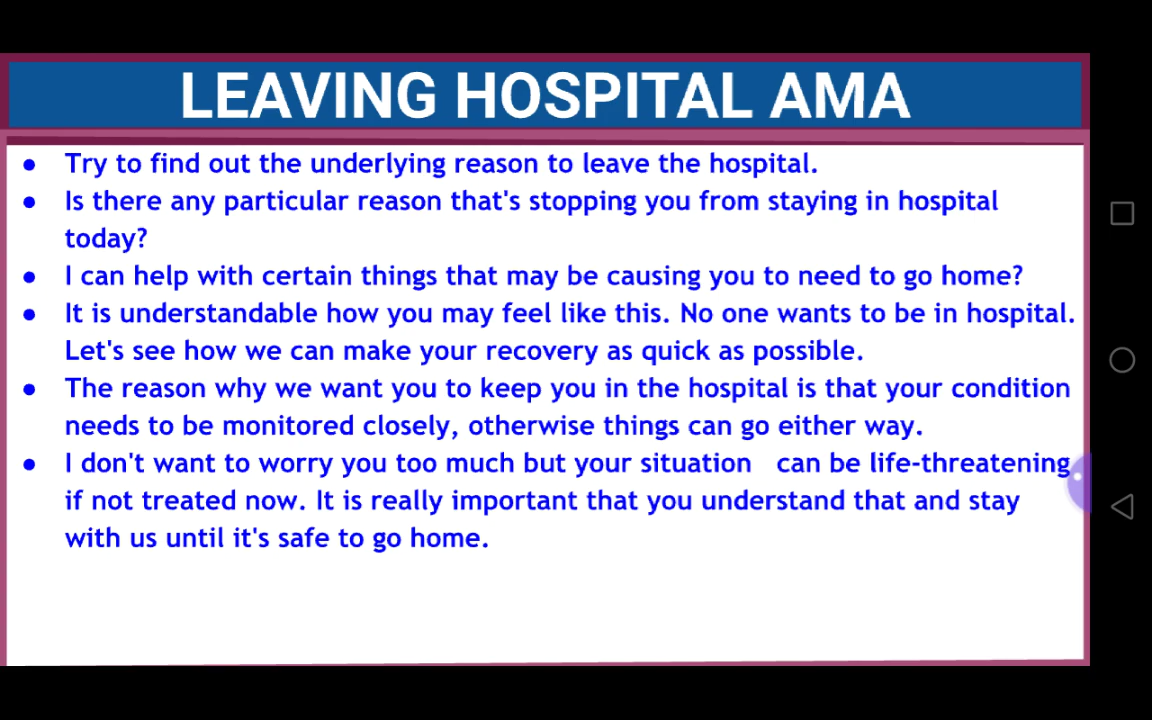 LEAVING HOSPITAL AMA
● Try to find out the underlying reason to leave the hospital.
● Is there any particular reason that's stopping you from staying in hospital
today?
● I can help with certain things that may be causing you to need to go home?
● It is understandable how you may feel like this. No one wants to be in hospital.
Let's see how we can make your recovery as quick as possible.
● The reason why we want you to keep you in the hospital is that your condition
needs to be monitored closely, otherwise things can go either way.
● I don't want to worry you too much but your situation can be life-threatening
if not treated now. It is really important that you understand that and stay
with us until it's safe to go home.